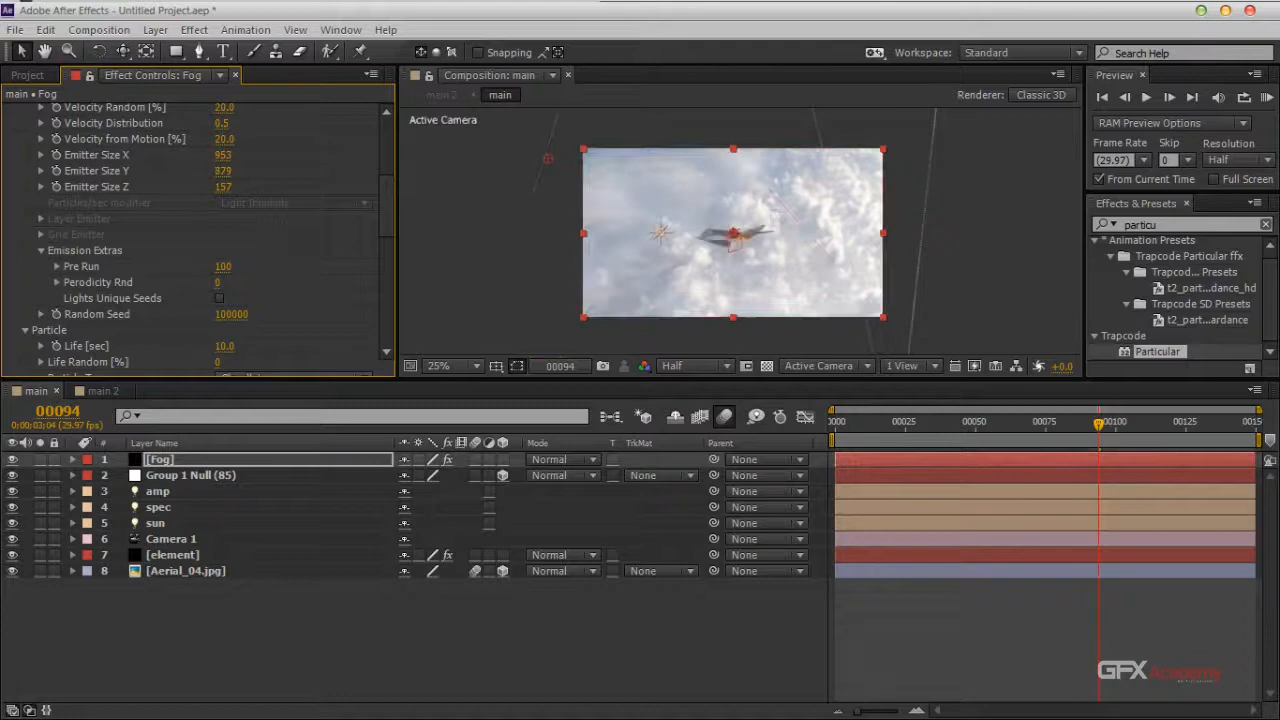 Adobe After Effects - Untitled Project.aep *
File Edit Composition Layer Effect Animation View Window Help
Snapping Workspace: Standard Search Help
Project Effect Controls: Fog Composition: main Preview
main • Fog main 2 main Renderer: Classic 3D
Velocity Random [%] 20.0
Velocity Distribution 0.5
Velocity from Motion [%] 20.0
Emitter Size X 953
Emitter Size Y 879
Emitter Size Z 157
Particles/sec modifier Light Intensity
Layer Emitter
Grid Emitter
Emission Extras
Pre Run 100
Perodicity Rnd 0
Lights Unique Seeds
Random Seed 100000
Particle
Life [sec] 10.0
Life Random [%] 0
Active Camera
25% 00094 Half Active Camera 1 View +0.0
RAM Preview Options
Frame Rate Skip Resolution
(29.97) 0 Half
From Current Time Full Screen
Effects & Presets
particu
* Animation Presets
Trapcode Particular ffx
Trapcod... Presets
t2_part...dance_hd
Trapcode SD Presets
t2_part...ardance
Trapcode
Particular
main main 2
00094
0;00;03;04 (29.97 fps)
0000 00025 00050 00075 00100 00125 0015
# Layer Name Mode T TrkMat Parent
1 [Fog] Normal None
2 Group 1 Null (85) Normal None None
3 amp None
4 spec None
5 sun None
6 Camera 1 None
7 [element] Normal None
8 [Aerial_04.jpg] Normal None None
GFX Academy